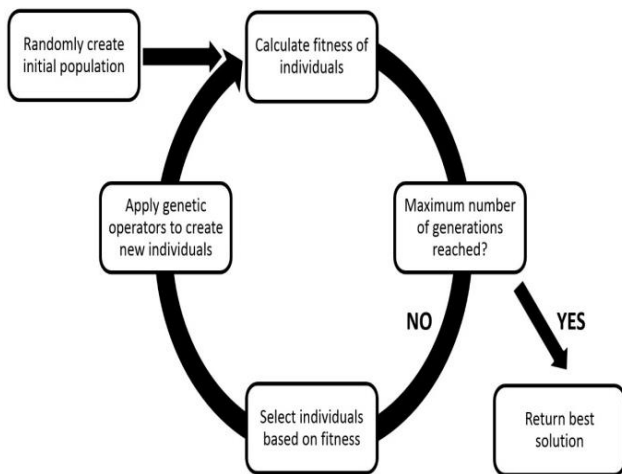 Randomly create
initial population
Calculate fitness of
individuals
Maximum number
of generations
reached?
NO
YES
Return best
solution
Select individuals
based on fitness
Apply genetic
operators to create
new individuals